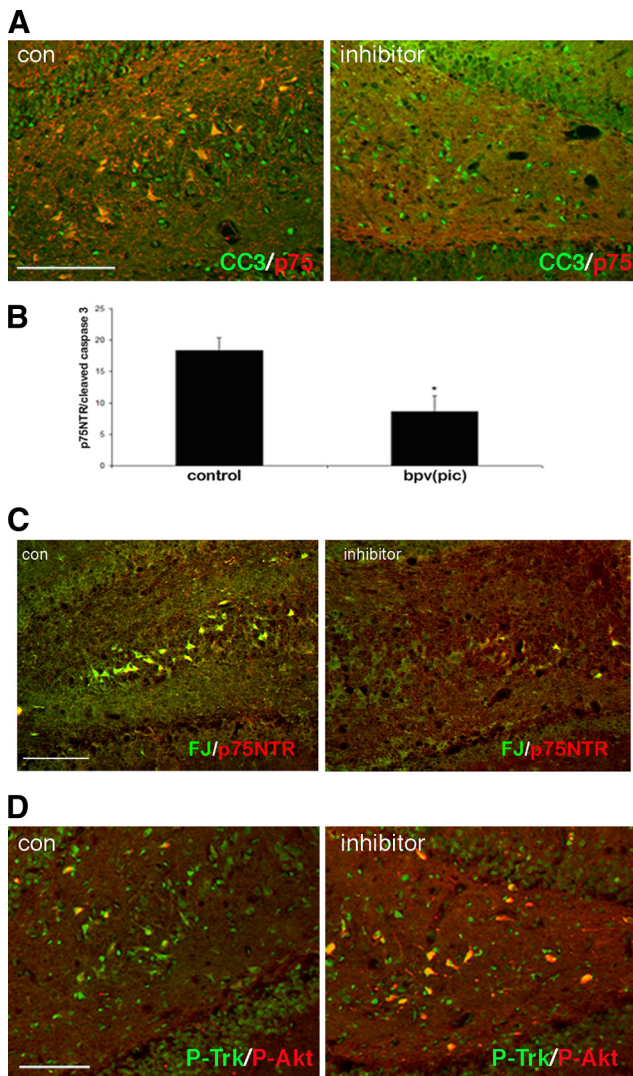 A
con
inhibitor
CC3/p75
CC3/p75
B
p75NTR/cleaved caspase 3
25
20
15
10
5
0
*
control
bpv(pic)
C
con
inhibitor
FJ/p75NTR
FJ/p75NTR
D
con
inhibitor
P-Trk/P-Akt
P-Trk/P-Akt